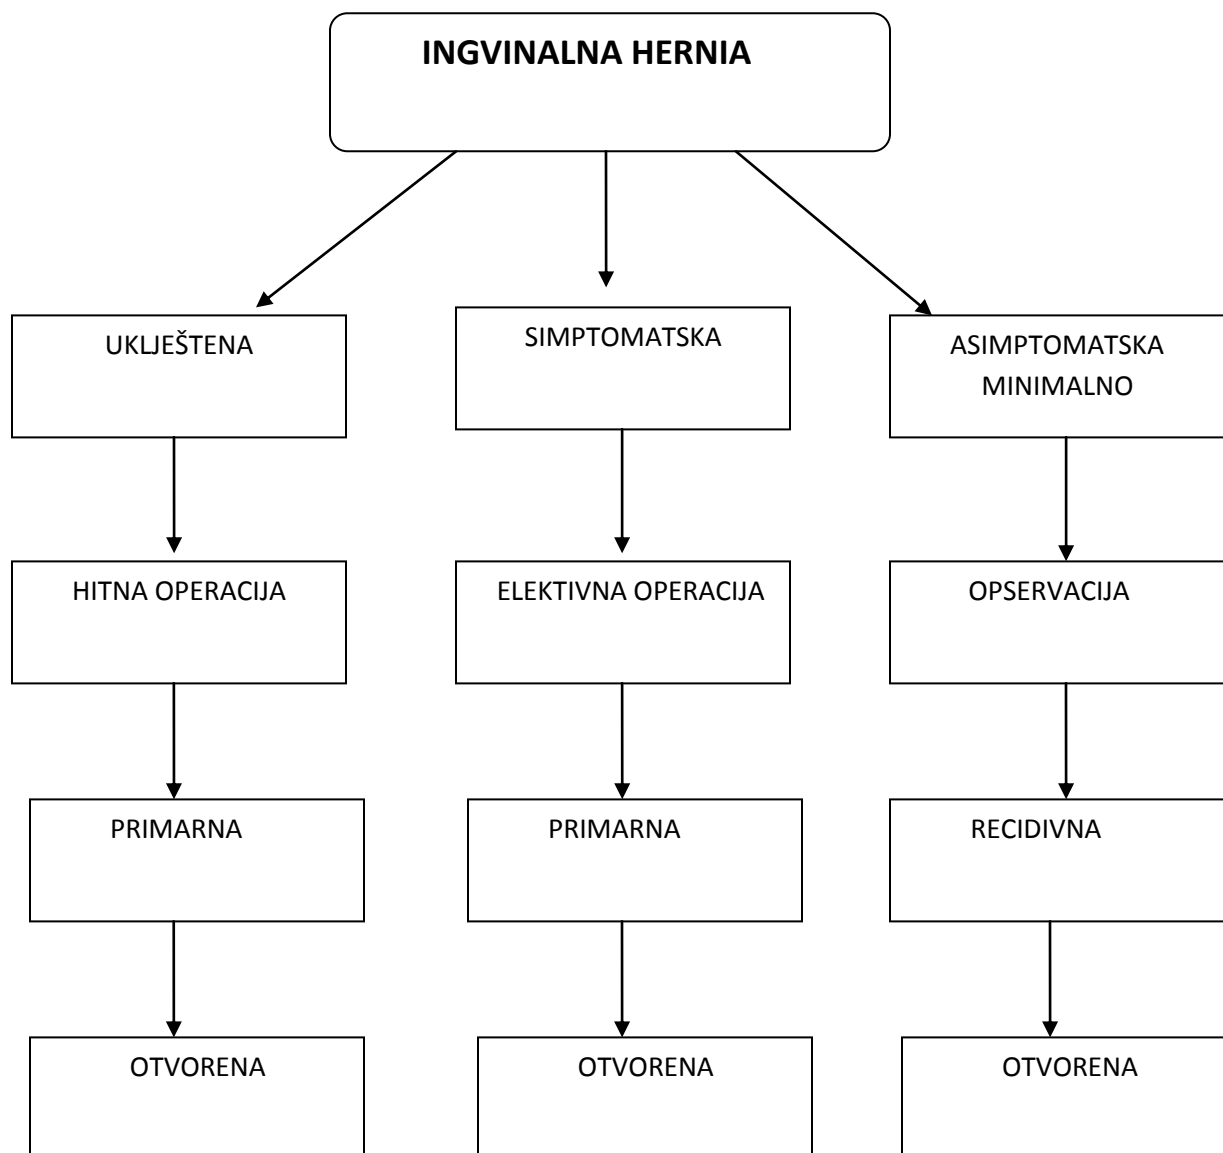 INGVINALNA HERNIA
UKLJEŠTENA
SIMPTOMATSKA
ASIMPTOMATSKA
MINIMALNO
HITNA OPERACIJA
ELEKTIVNA OPERACIJA
OPSERVACIJA
PRIMARNA
PRIMARNA
RECIDIVNA
OTVORENA
OTVORENA
OTVORENA